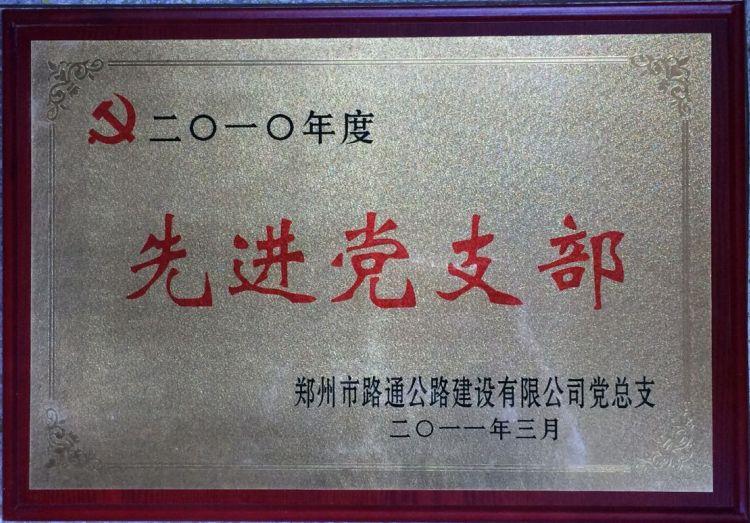 二〇一〇年度
先进党支部
郑州市路通公路建设有限公司党总支
二〇一一年三月